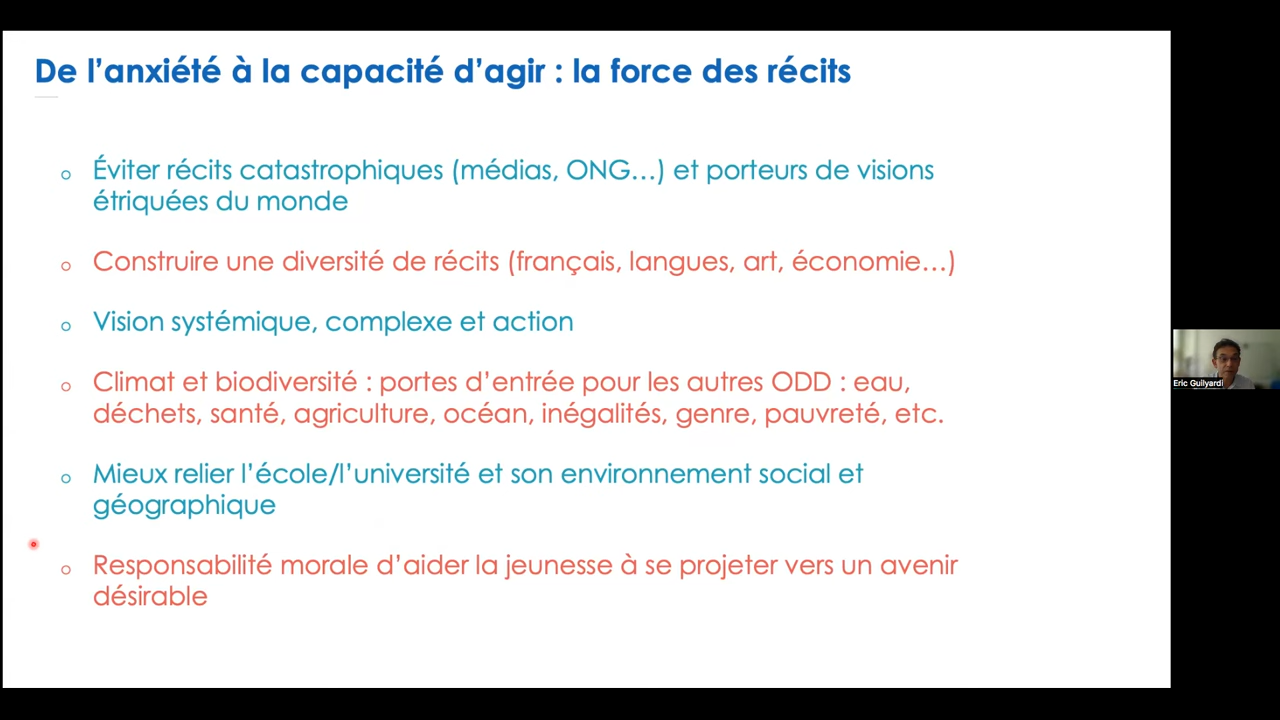 De l’anxiété à la capacité d’agir : la force des récits
o Éviter récits catastrophiques (médias, ONG…) et porteurs de visions
étriquées du monde
o Construire une diversité de récits (français, langues, art, économie…)
o Vision systémique, complexe et action
o Climat et biodiversité : portes d’entrée pour les autres ODD : eau,
déchets, santé, agriculture, océan, inégalités, genre, pauvreté, etc.
o Mieux relier l’école/l’université et son environnement social et
géographique
o Responsabilité morale d’aider la jeunesse à se projeter vers un avenir
désirable
Eric Guilyardi